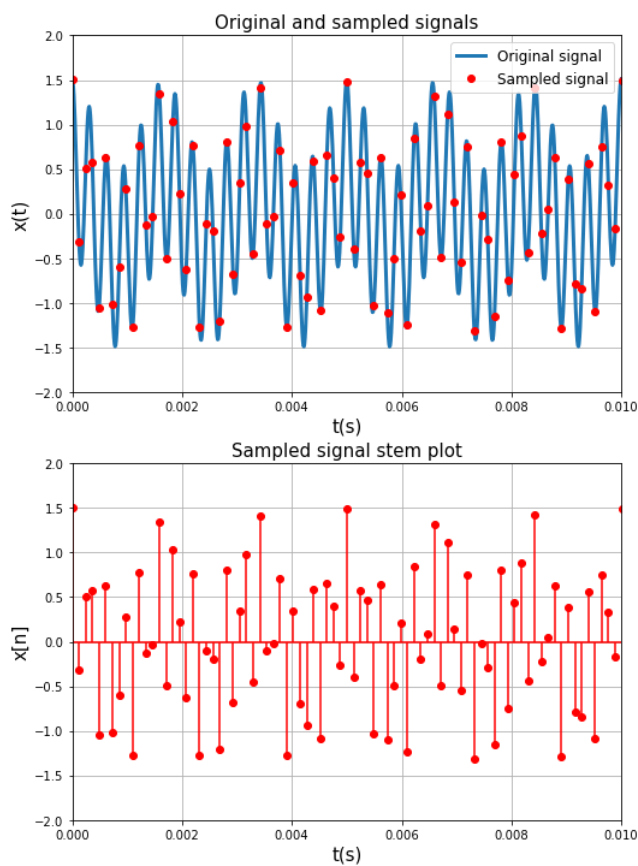 Original and sampled signals
2.0
1.5
1.0
0.5
0.0
-0.5
-1.0
-1.5
-2.0
x(t)
Original signal
Sampled signal
0.000 0.002 0.004 0.006 0.008 0.010
t(s)
Sampled signal stem plot
2.0
1.5
1.0
0.5
0.0
-0.5
-1.0
-1.5
-2.0
x[n]
0.000 0.002 0.004 0.006 0.008 0.010
t(s)